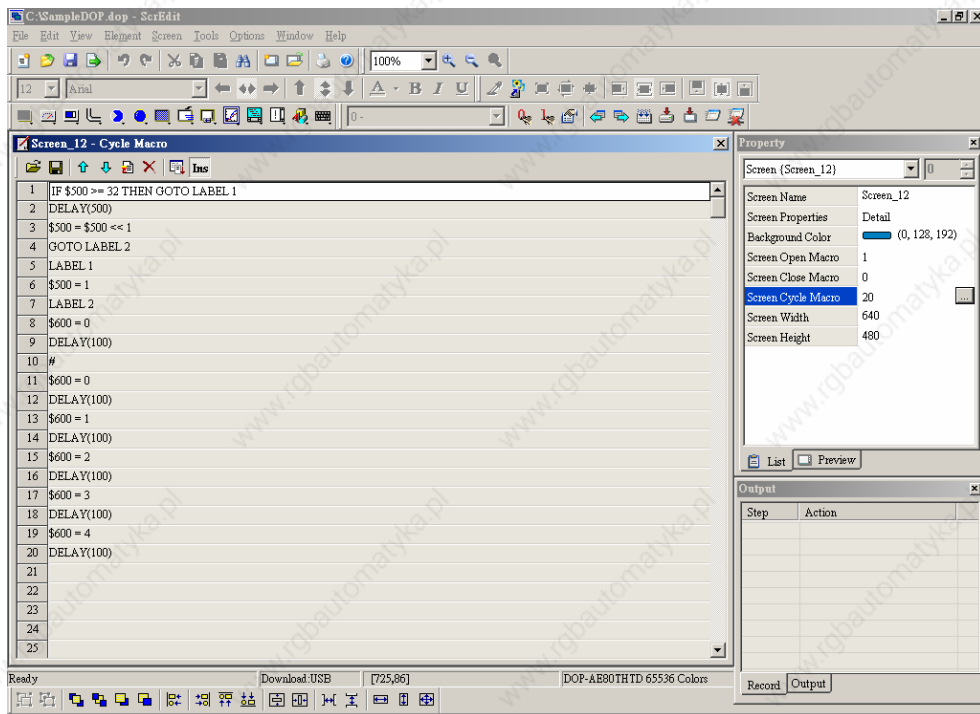 C:\SampleDOP.dop - ScrEdit
File Edit View Element Screen Tools Options Window Help
100%
12 Arial A B I U
0 -
Screen_12 - Cycle Macro
Ins
1 IF $500 >= 32 THEN GOTO LABEL 1
2 DELAY(500)
3 $500 = $500 << 1
4 GOTO LABEL 2
5 LABEL 1
6 $500 = 1
7 LABEL 2
8 $600 = 0
9 DELAY(100)
10 #
11 $600 = 0
12 DELAY(100)
13 $600 = 1
14 DELAY(100)
15 $600 = 2
16 DELAY(100)
17 $600 = 3
18 DELAY(100)
19 $600 = 4
20 DELAY(100)
21
22
23
24
25
Property
Screen {Screen_12} 0
Screen Name Screen_12
Screen Properties Detail
Background Color (0, 128, 192)
Screen Open Macro 1
Screen Close Macro 0
Screen Cycle Macro 20 ...
Screen Width 640
Screen Height 480
List Preview
Output
Step Action
Record Output
Ready Download:USB [725,86] DOP-AE80THTD 65536 Colors
www.rgbautomatyka.pl